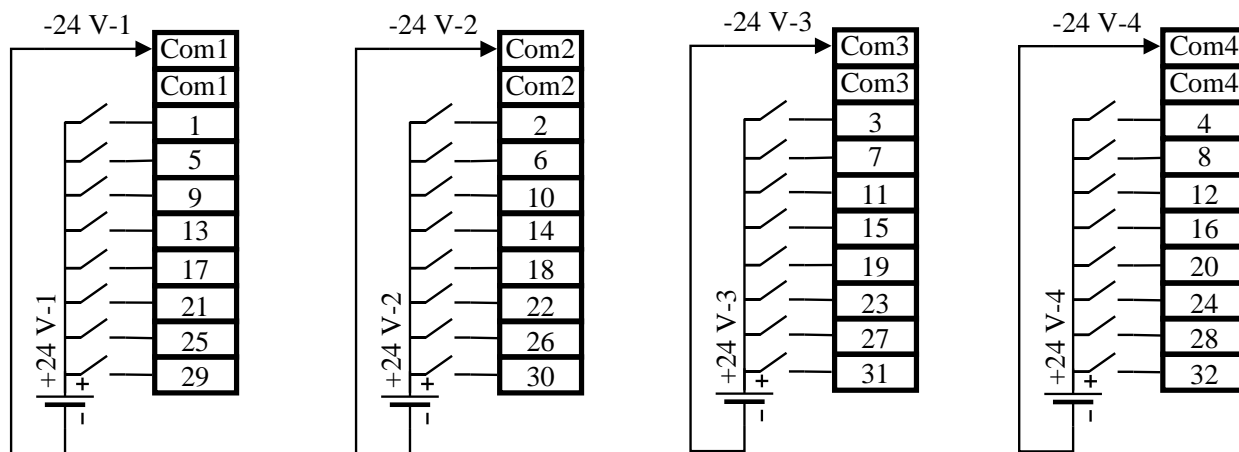 -24 V-1
Com1
Com1
1
5
9
13
17
21
25
29
+24 V-1
+
-
-24 V-2
Com2
Com2
2
6
10
14
18
22
26
30
+24 V-2
+
-
-24 V-3
Com3
Com3
3
7
11
15
19
23
27
31
+24 V-3
+
-
-24 V-4
Com4
Com4
4
8
12
16
20
24
28
32
+24 V-4
+
-